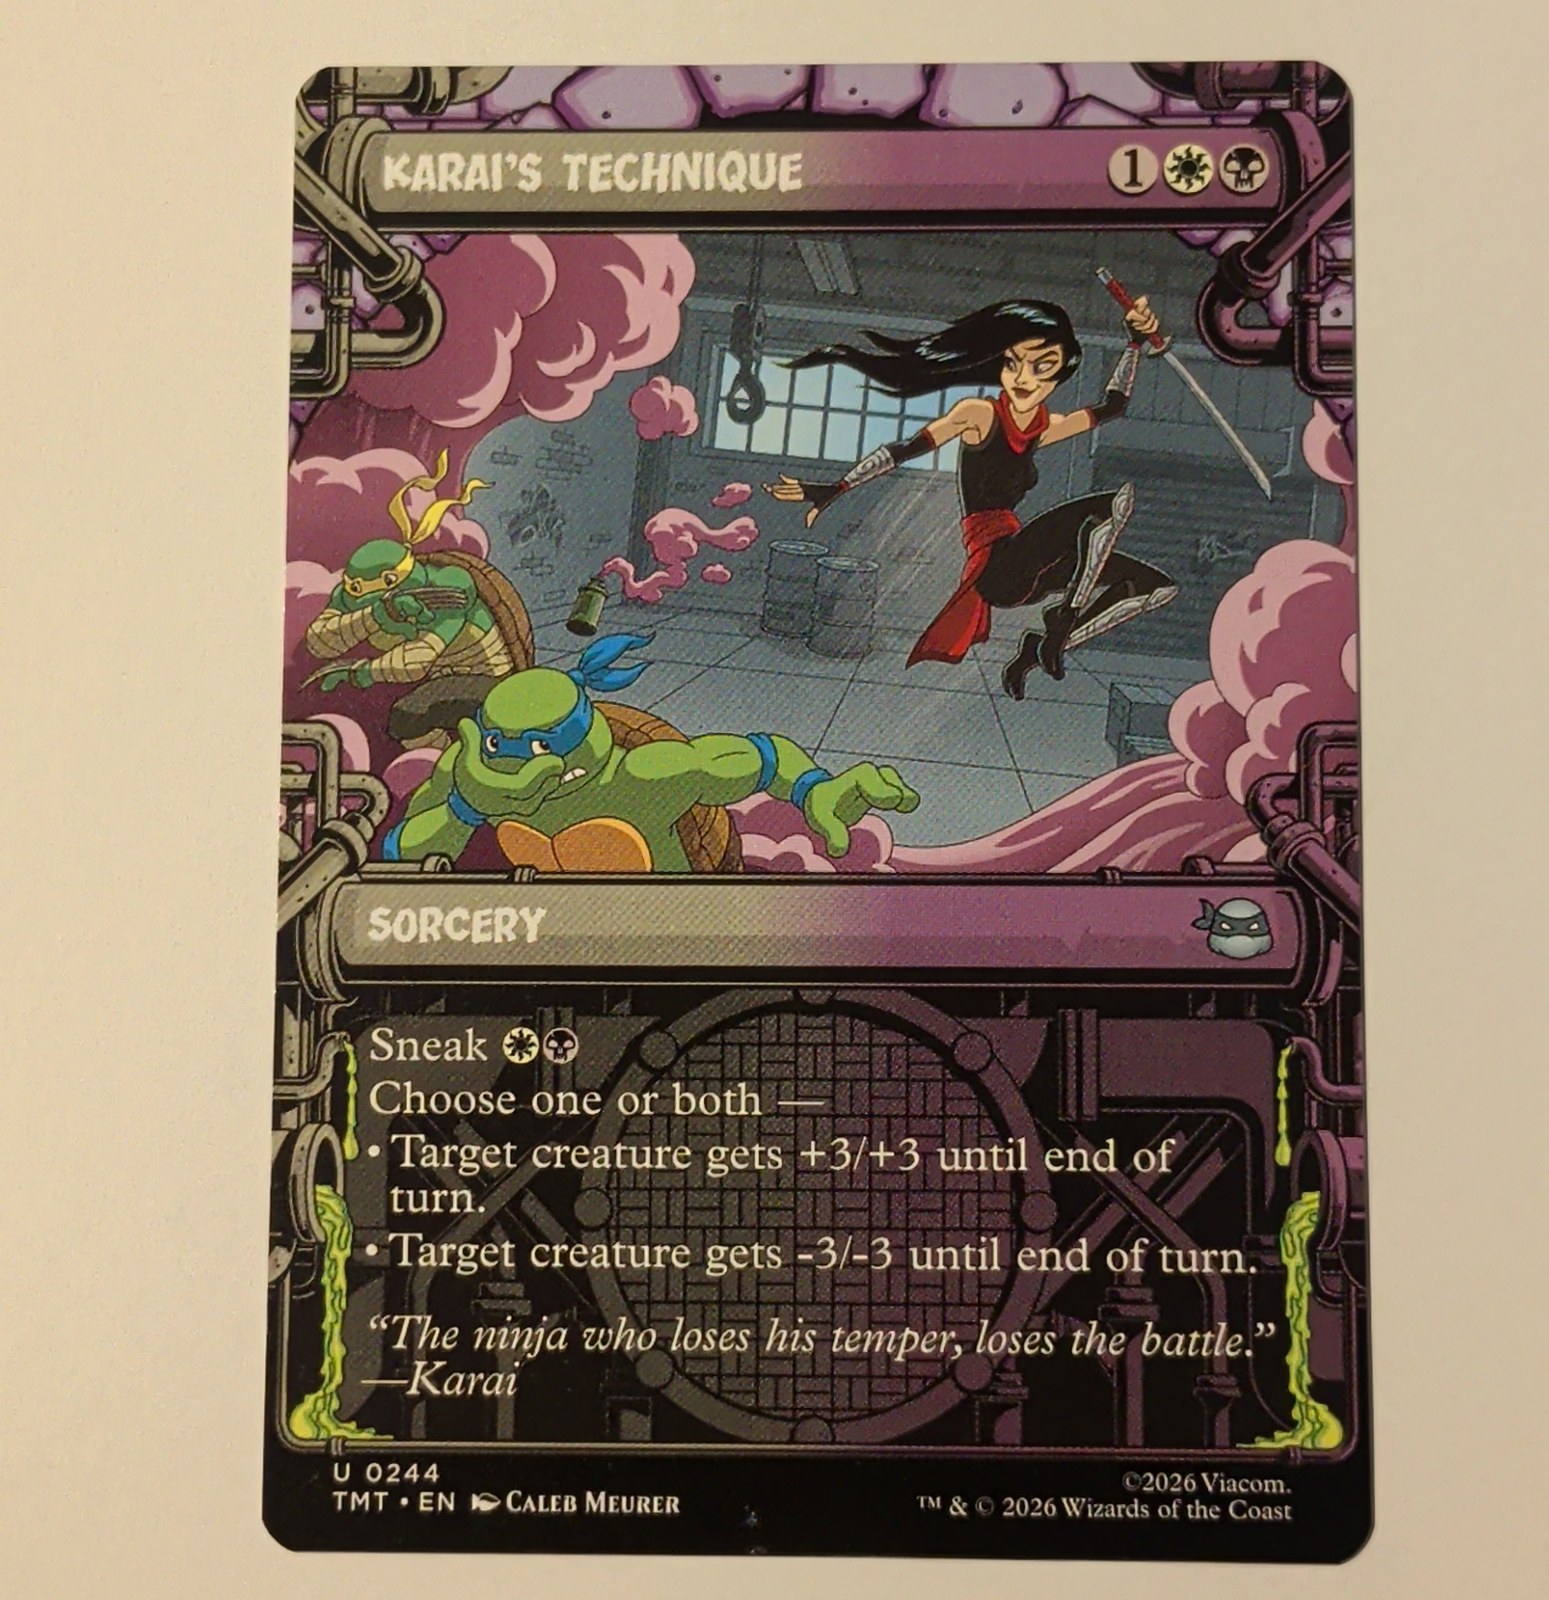 KARAI'S TECHNIQUE 1
SORCERY
Sneak
Choose one or both —
• Target creature gets +3/+3 until end of
turn.
• Target creature gets -3/-3 until end of turn.
“The ninja who loses his temper, loses the battle.”
—Karai
U 0244
TMT • EN CALEB MEURER
©2026 Viacom.
™ & © 2026 Wizards of the Coast